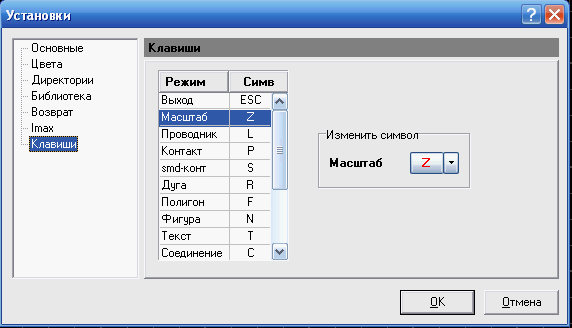 Установки
Основные
Цвета
Директории
Библиотека
Возврат
Imax
Клавиши
Клавиши
Режим Симв
Выход ESC
Масштаб Z
Проводник L
Контакт P
smd-конт S
Дуга R
Полигон F
Фигура N
Текст T
Соединение C
Изменить символ
Масштаб Z
OK Отмена